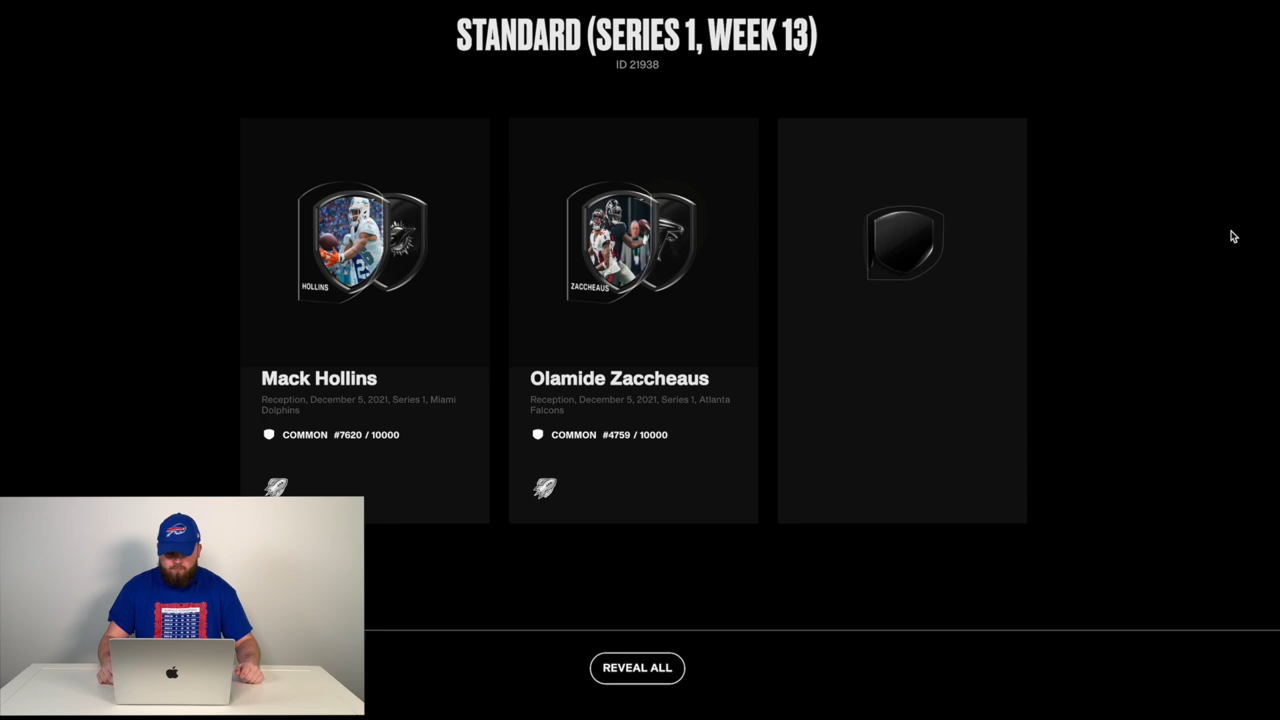 STANDARD (SERIES 1, WEEK 13)
ID 21938
HOLLINS
ZACCHEAUS
Mack Hollins
Reception, December 5, 2021, Series 1, Miami
Dolphins
COMMON #7620 / 10000
Olamide Zaccheaus
Reception, December 5, 2021, Series 1, Atlanta
Falcons
COMMON #4759 / 10000
REVEAL ALL